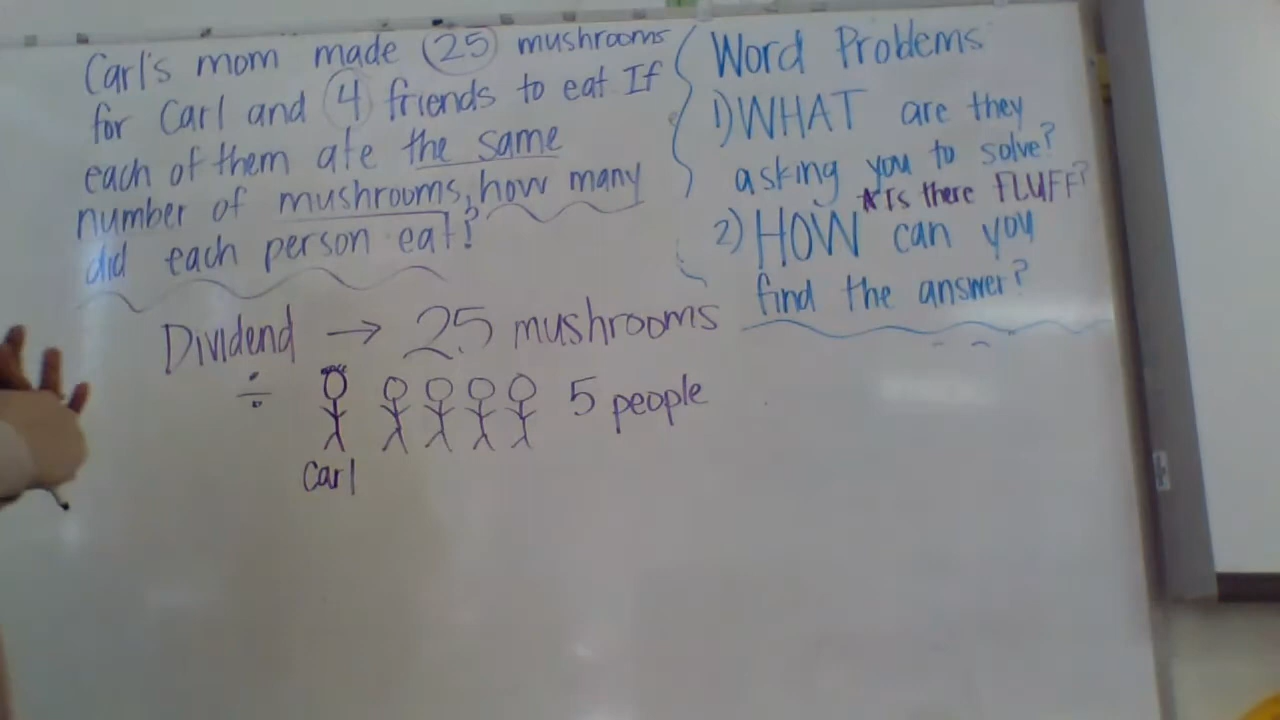 Carl's mom made 25 mushrooms
for Carl and 4 friends to eat If
each of them ate the same
number of mushrooms, how many
did each person eat?
Word Problems
1) WHAT are they
asking you to solve?
*Is there FLUFF?
2) HOW can you
find the answer?
Dividend → 25 mushrooms
÷ 5 people
Carl